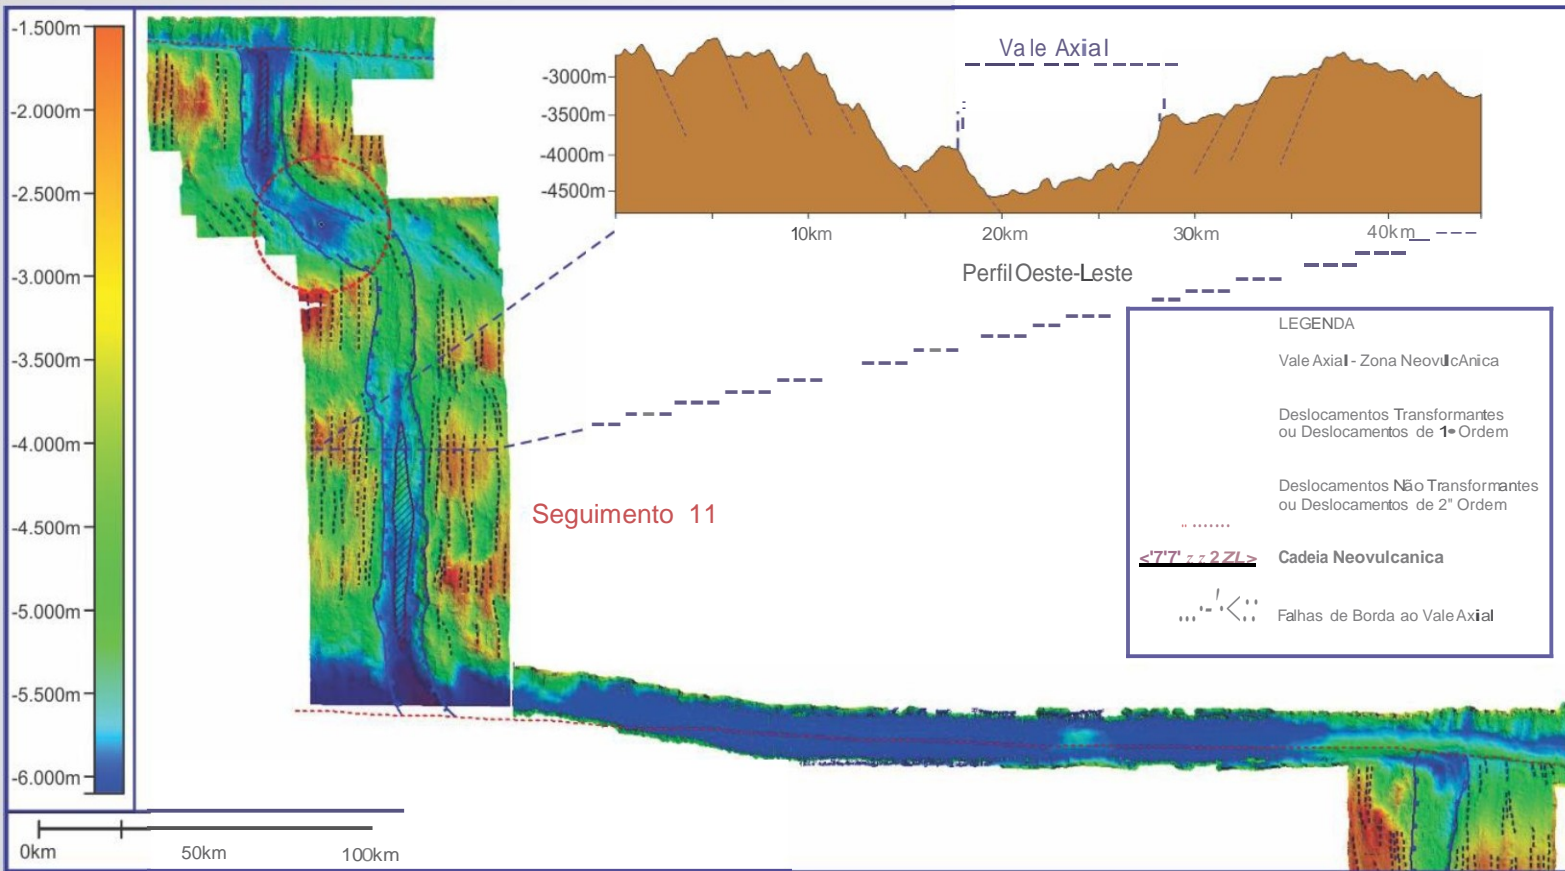 -1.500m
-2.000m
-2.500m
-3.000m
-3.500m
-4.000m
-4.500m
-5.000m
-5.500m
-6.000m
0km
50km
100km
Vale Axial
-3000m
-3500m
-4000m
-4500m
10km
20km
30km
40km
Perfil Oeste-Leste
Seguimento 11
LEGENDA
Vale Axial - Zona NeovulcAnica
Deslocamentos Transformantes
ou Deslocamentos de 1ª Ordem
Deslocamentos Não Transformantes
ou Deslocamentos de 2" Ordem
Cadeia Neovulcanica
Falhas de Borda ao Vale Axial